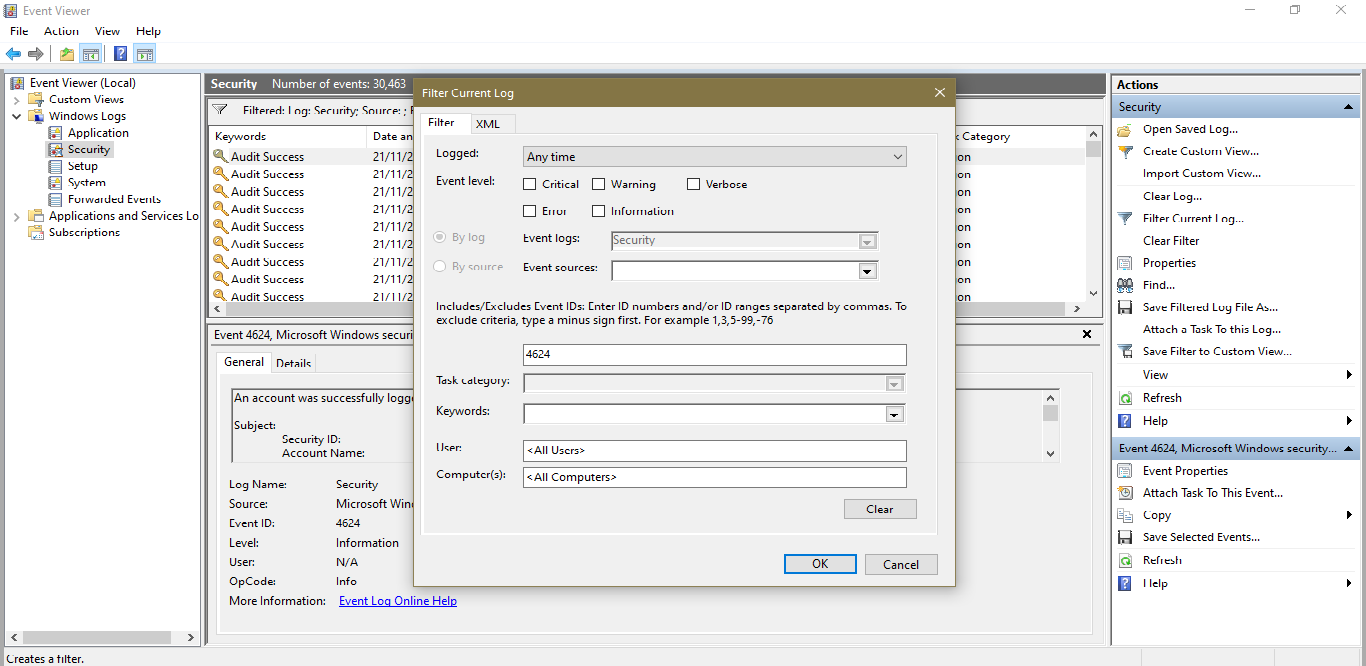 Event Viewer
File Action View Help
Event Viewer (Local)
Custom Views
Windows Logs
Application
Security
Setup
System
Forwarded Events
Applications and Services Lo
Subscriptions
Security Number of events: 30,463
Filtered: Log: Security; Source: ;
Keywords Date an
Audit Success 21/11/2
Audit Success 21/11/2
Audit Success 21/11/2
Audit Success 21/11/2
Audit Success 21/11/2
Audit Success 21/11/2
Audit Success 21/11/2
Audit Success 21/11/2
Audit Success 21/11/2
Category
on
on
on
on
on
on
on
on
on
Event 4624, Microsoft Windows securi
General Details
An account was successfully logge
Subject:
Security ID:
Account Name:
Log Name: Security
Source: Microsoft Win
Event ID: 4624
Level: Information
User: N/A
OpCode: Info
More Information: Event Log Online Help
Filter Current Log
Filter XML
Logged: Any time
Event level: Critical Warning Verbose
Error Information
By log Event logs: Security
By source Event sources:
Includes/Excludes Event IDs: Enter ID numbers and/or ID ranges separated by commas. To
exclude criteria, type a minus sign first. For example 1,3,5-99,-76
4624
Task category:
Keywords:
User: <All Users>
Computer(s): <All Computers>
Clear
OK Cancel
Actions
Security
Open Saved Log...
Create Custom View...
Import Custom View...
Clear Log...
Filter Current Log...
Clear Filter
Properties
Find...
Save Filtered Log File As...
Attach a Task To this Log...
Save Filter to Custom View...
View
Refresh
Help
Event 4624, Microsoft Windows security...
Event Properties
Attach Task To This Event...
Copy
Save Selected Events...
Refresh
Help
Creates a filter.